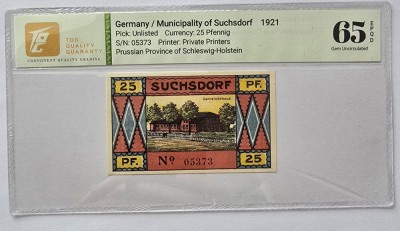 Germany / Municipality of Suchsdorf 1921
Pick: Unlisted Currency: 25 Pfennig
S/N: 05373 Printer: Private Printers
Prussian Province of Schleswig-Holstein
TOP
QUALITY
GUARANTY
CONSISTENT QUALITY GRADING
65 EPQD
Gem Uncirculated
25 SUCHSDORF PF.
PF. Nº 05373 25